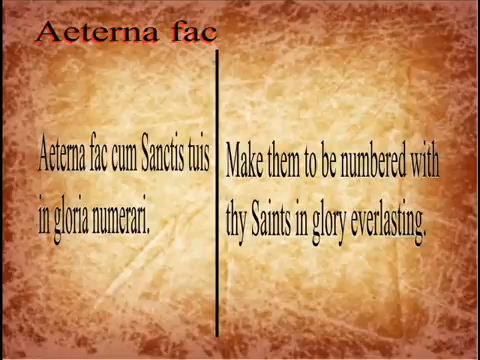 Aeterna fac
Aeterna fac cum Sanctis tuis
in gloria numerari.
Make them to be numbered with
thy Saints in glory everlasting.